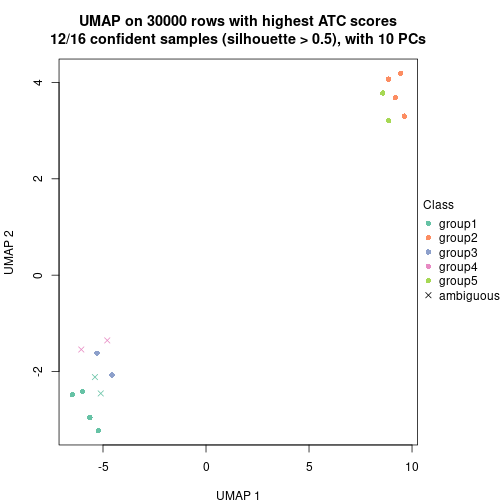 UMAP on 30000 rows with highest ATC scores
12/16 confident samples (silhouette > 0.5), with 10 PCs
4
2
0
-2
UMAP 2
-5
0
5
10
UMAP 1
Class
group1
group2
group3
group4
group5
ambiguous